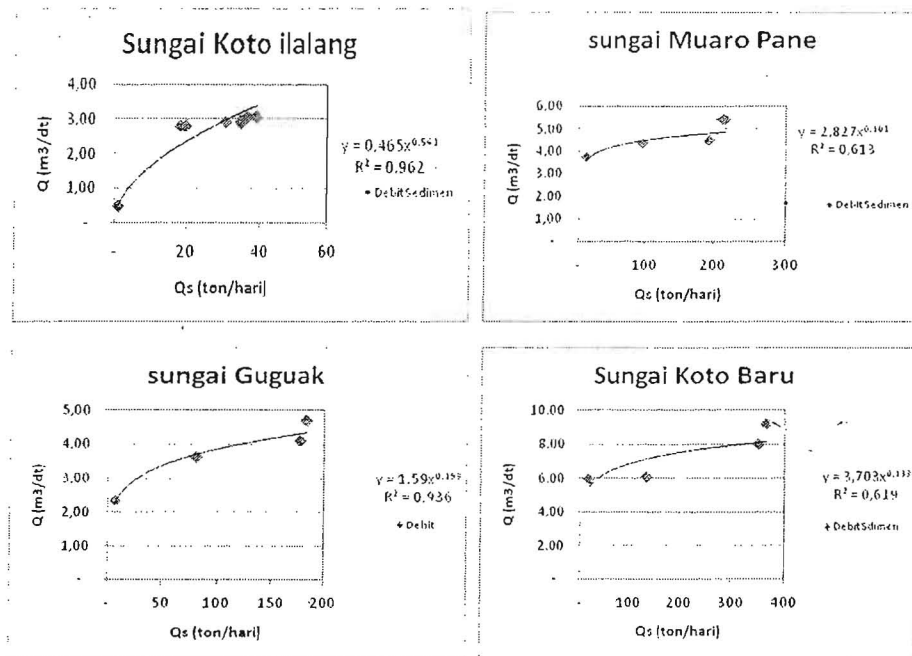 Sungai Koto ilalang
4,00
3,00
2,00
1,00
-
Q (m3/dt)
- 20 40 60
Qs (ton/hari)
R² = 0,962
DebitSedimen
sungai Muaro Pane
6.00
5.00
4.00
3.00
2.00
1,00
-
Q (m3/dt)
- 100 200 300
Qs (ton/hari)
y = 2,827x^0.101
R² = 0,613
DebitSedimen
sungai Guguak
5,00
4,00
3,00
2,00
1,00
-
Q (m3/dt)
- 50 100 150 200
Qs (ton/hari)
R² = 0,936
Debit
Sungai Koto Baru
10.00
8.00
6.00
4.00
2.00
-
Q (m3/dt)
- 100 200 300 400
Qs (ton/hari)
R² = 0,619
DebitSdimen